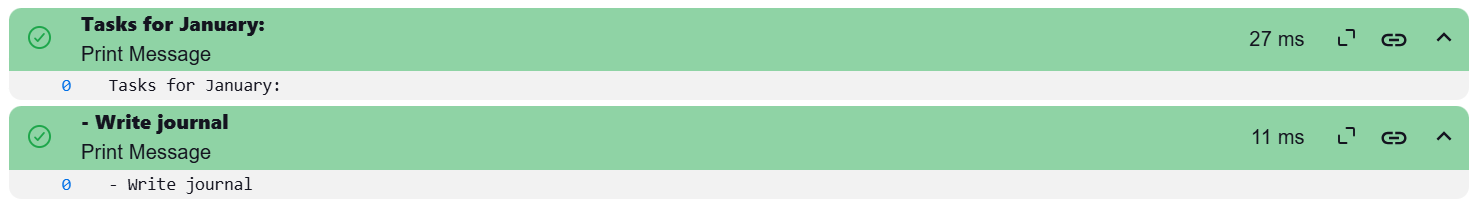 Tasks for January:
Print Message
27 ms
0 Tasks for January:
- Write journal
Print Message
11 ms
0 - Write journal